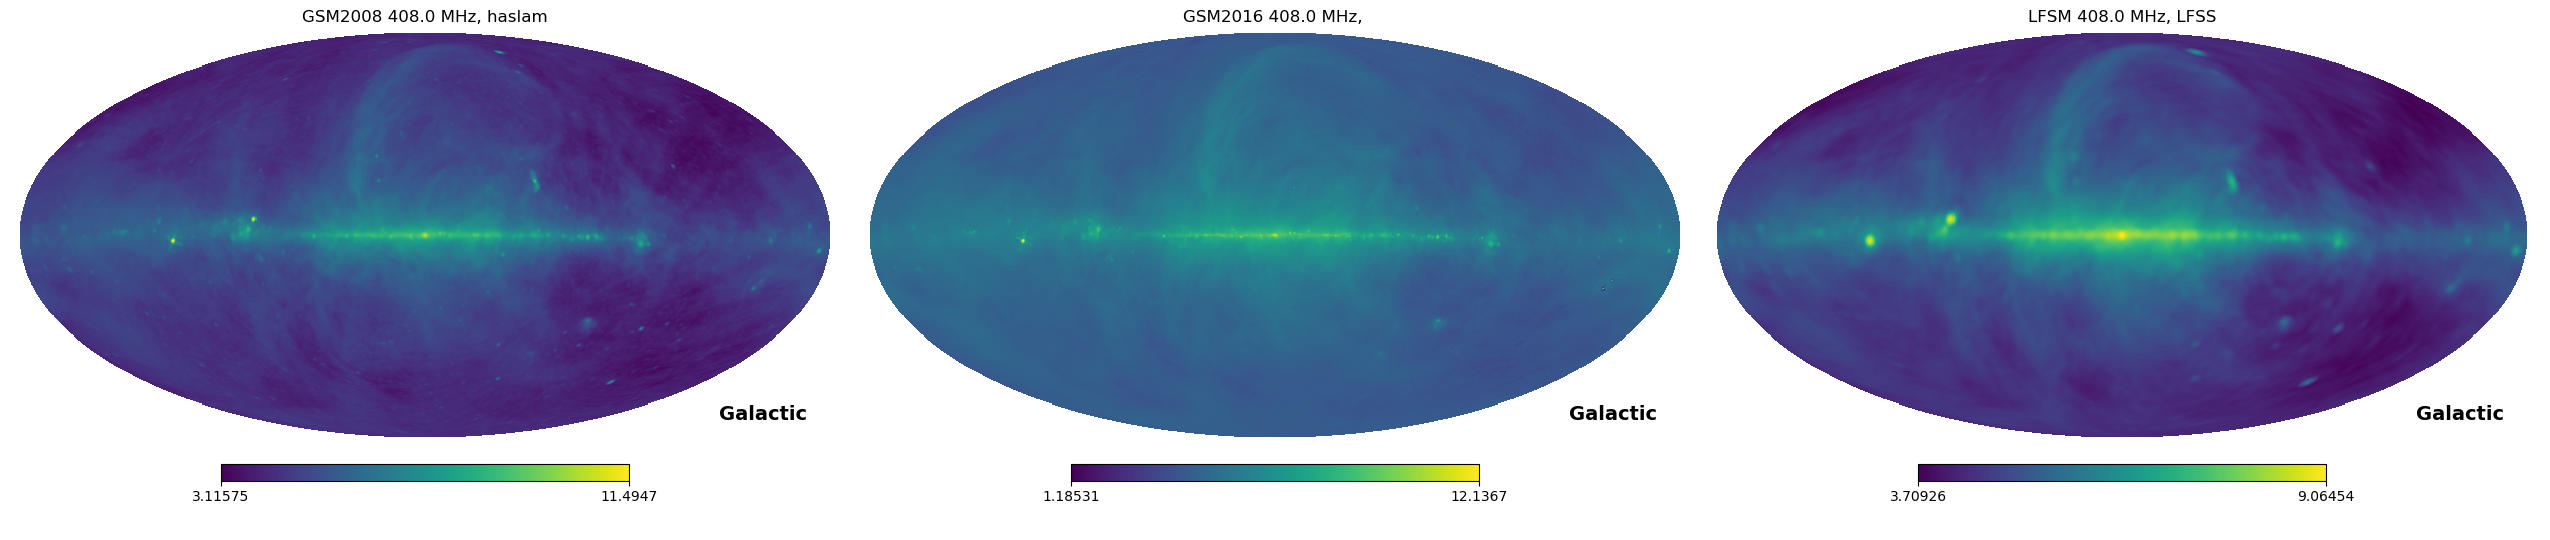 GSM2008 408.0 MHz, haslam
GSM2016 408.0 MHz,
LFSM 408.0 MHz, LFSS
Galactic
Galactic
Galactic
3.11575
11.4947
1.18531
12.1367
3.70926
9.06454